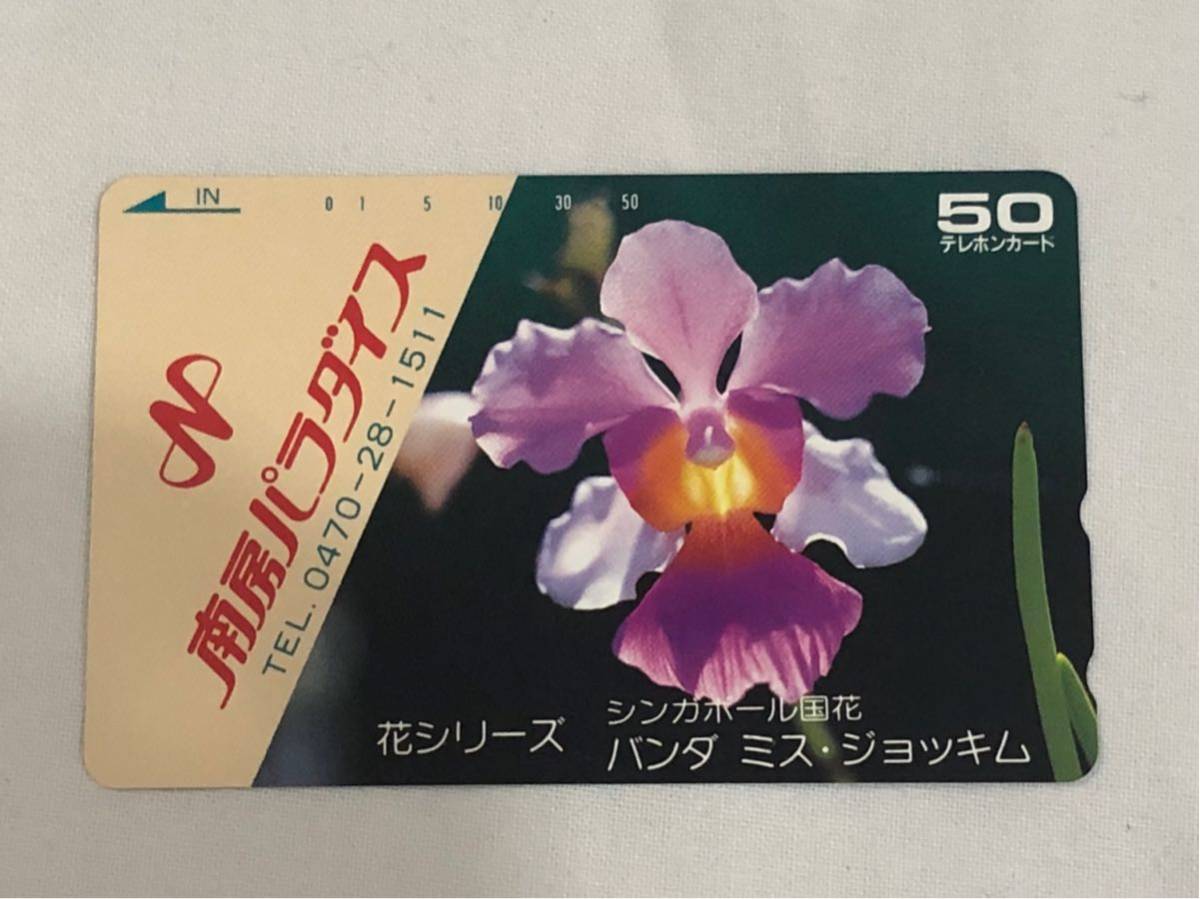 IN
0 1 5 10 30 50
50
テレホンカード
N
南房パラダイス
TEL. 0470-28-1511
花シリーズ
シンガポール国花
バンダ ミス・ジョッキム